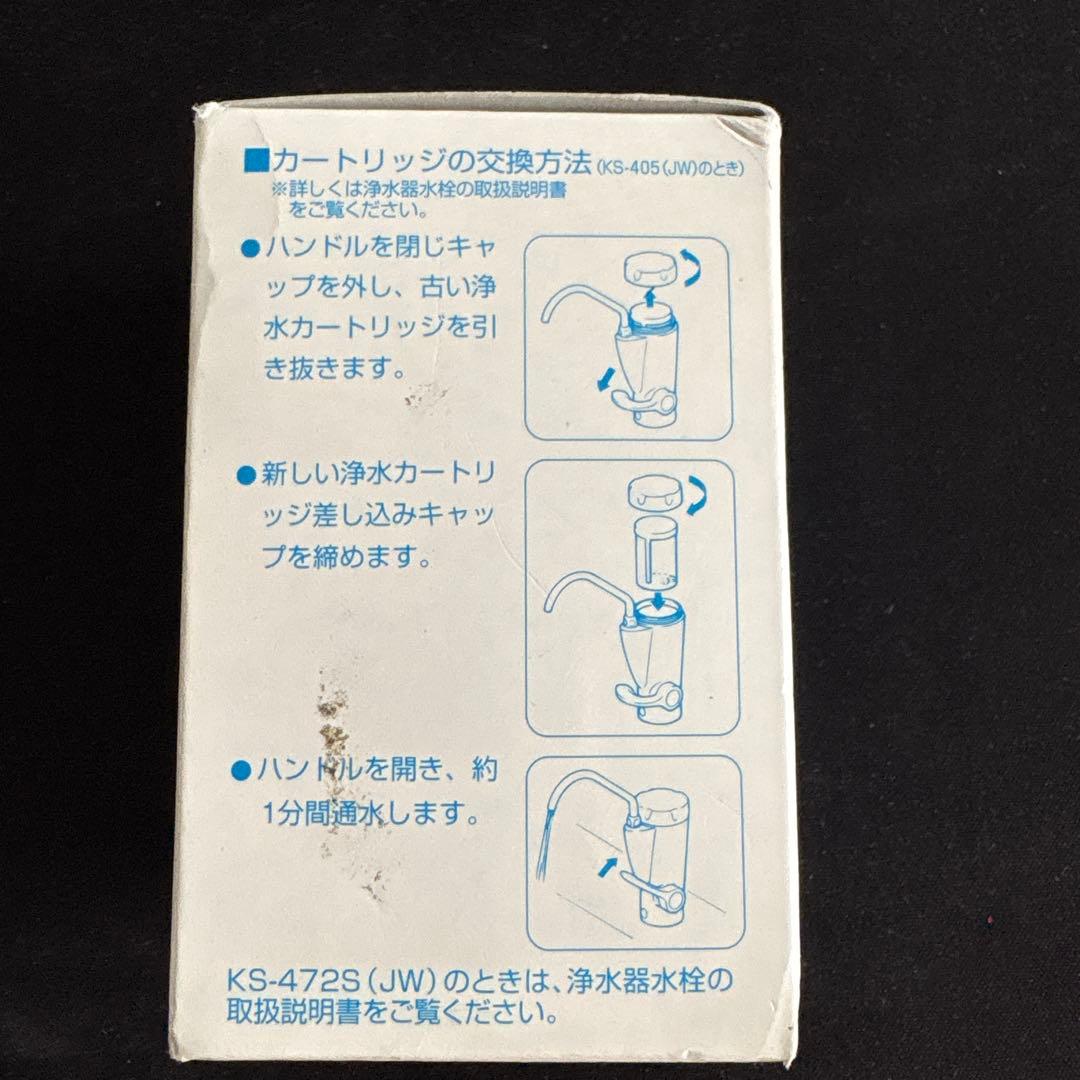 ■カートリッジの交換方法(KS-405(JW)のとき)
※詳しくは浄水器水栓の取扱説明書
をご覧ください。
●ハンドルを閉じキャ
ップを外し、古い浄
水カートリッジを引
き抜きます。
●新しい浄水カートリ
ッジ差し込みキャッ
プを締めます。
●ハンドルを開き、約
1分間通水します。
KS-472S(JW)のときは、浄水器水栓の
取扱説明書をご覧ください。